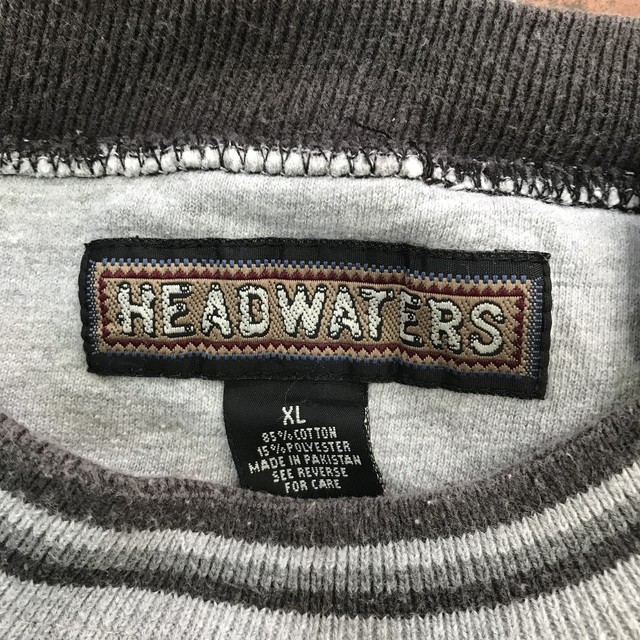 HEADWATERS
XL
85% COTTON
15% POLYESTER
MADE IN PAKISTAN
SEE REVERSE
FOR CARE